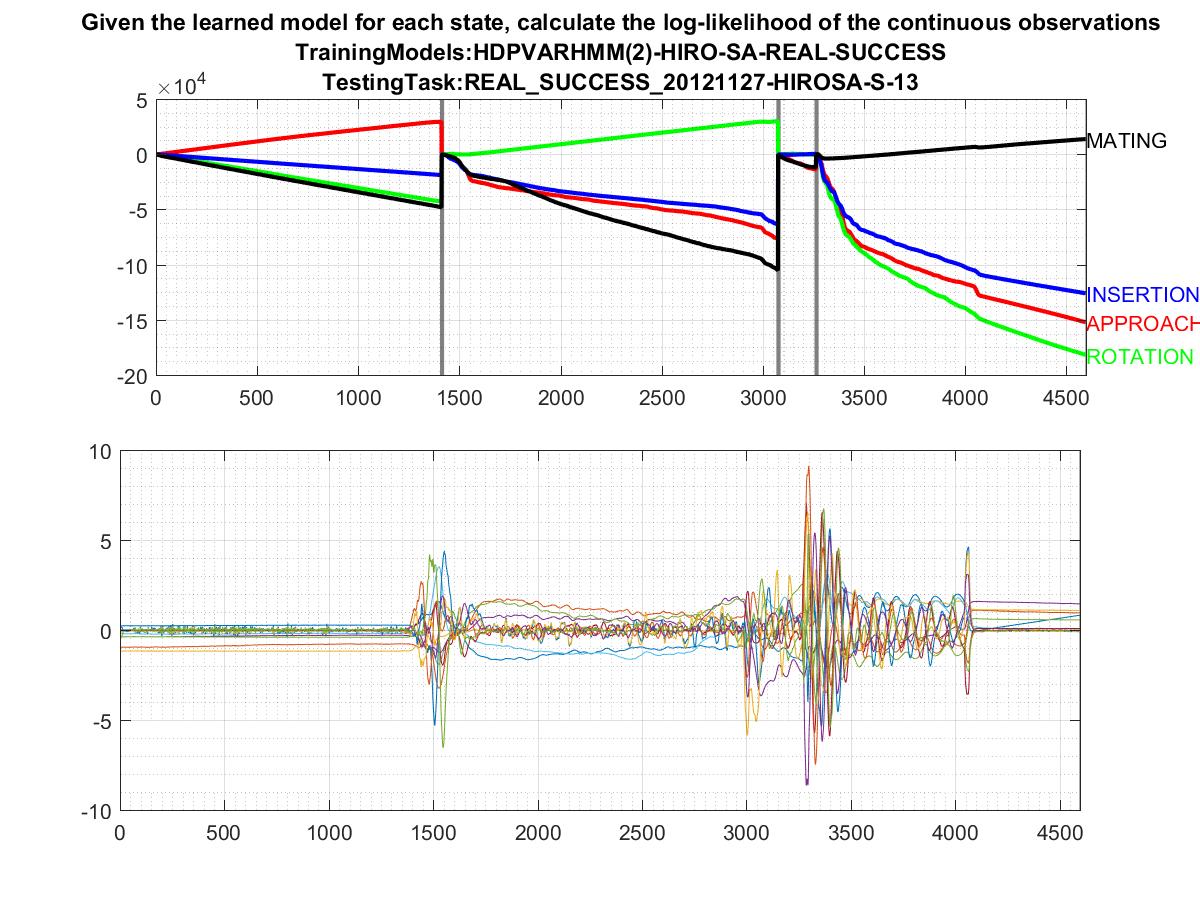 Given the learned model for each state, calculate the log-likelihood of the continuous observations
TrainingModels:HDPVARHMM(2)-HIRO-SA-REAL-SUCCESS
TestingTask:REAL_SUCCESS_20121127-HIROSA-S-13
×10⁴
5
0
-5
-10
-15
-20
MATING
INSERTION
APPROACH
ROTATION
0 500 1000 1500 2000 2500 3000 3500 4000 4500
10
5
0
-5
-10
0 500 1000 1500 2000 2500 3000 3500 4000 4500